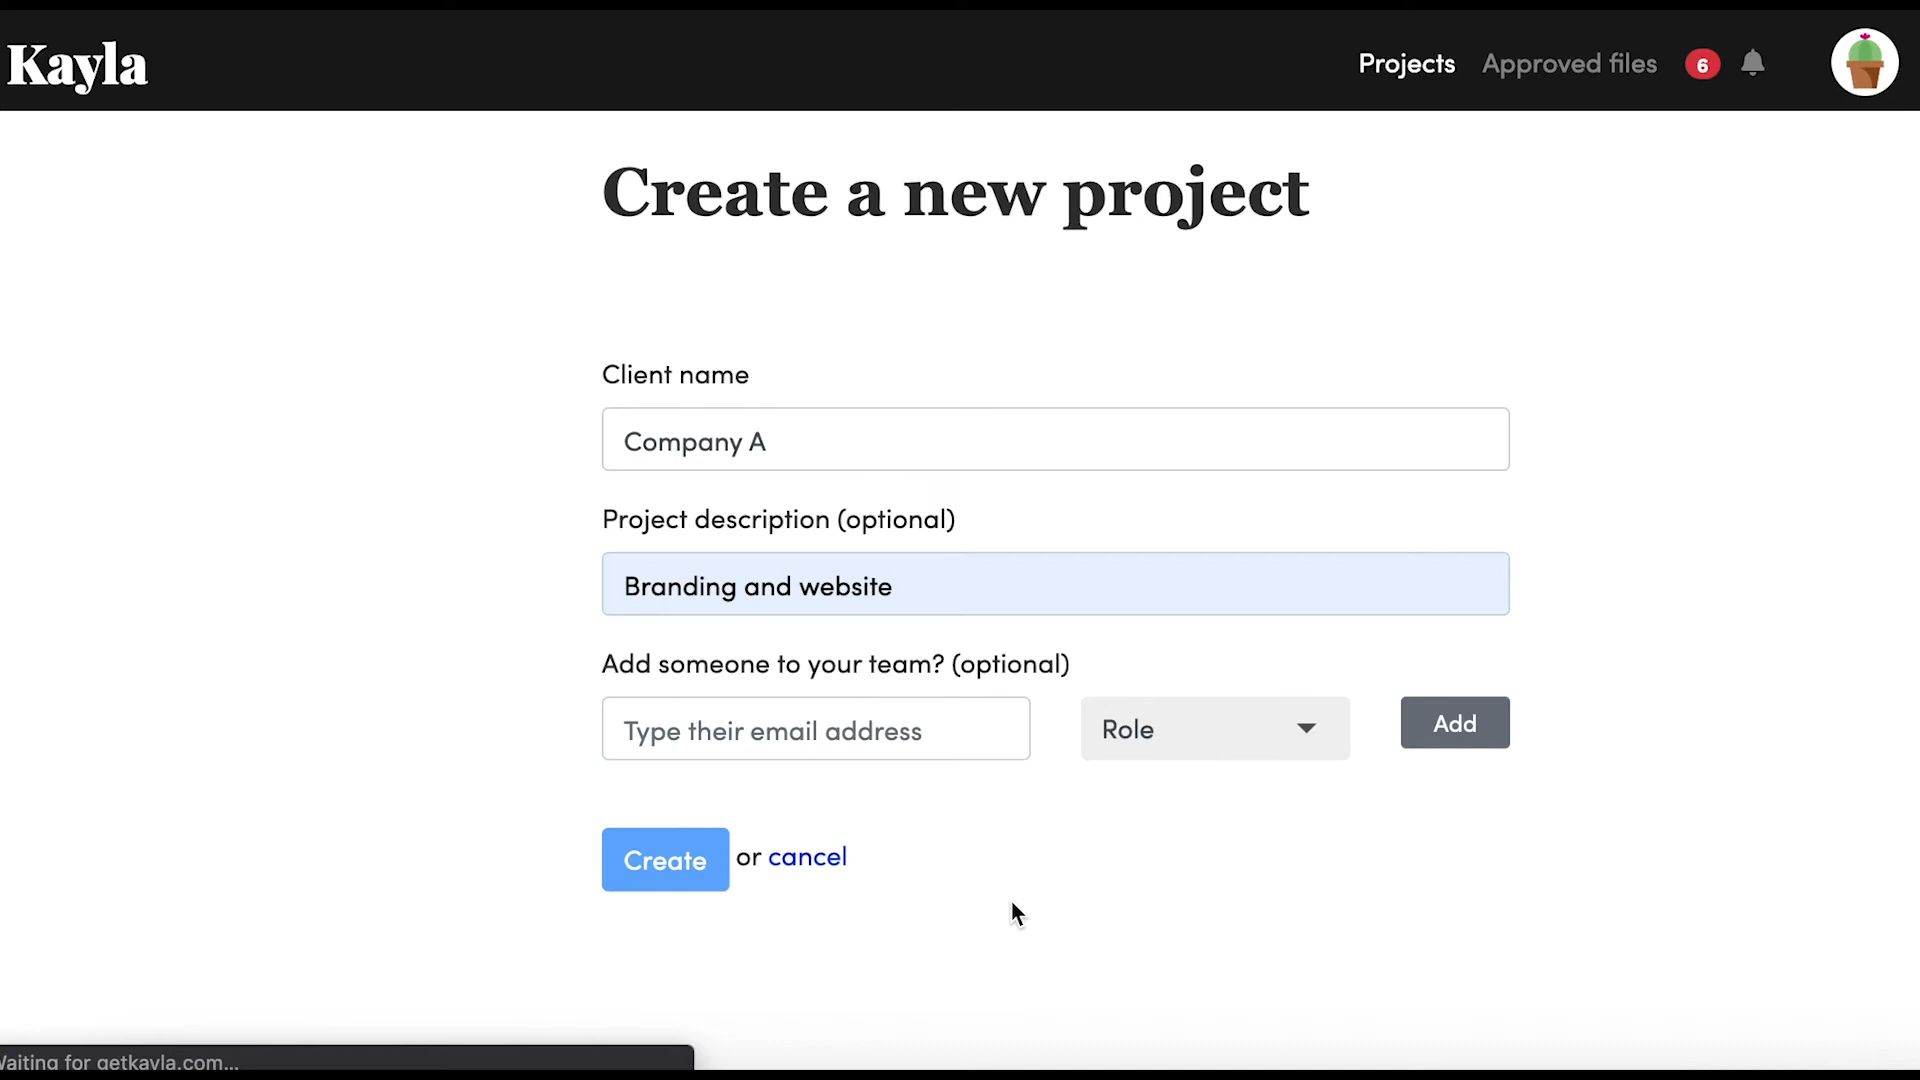 Kayla
Projects Approved files 6
Create a new project
Client name
Company A
Project description (optional)
Branding and website
Add someone to your team? (optional)
Type their email address Role Add
Create or cancel
Waiting for getkayla.com...